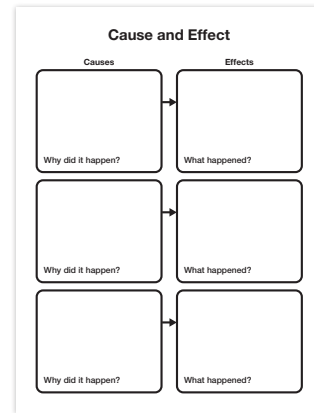 Cause and Effect
Causes Effects
Why did it happen? What happened?
Why did it happen? What happened?
Why did it happen? What happened?